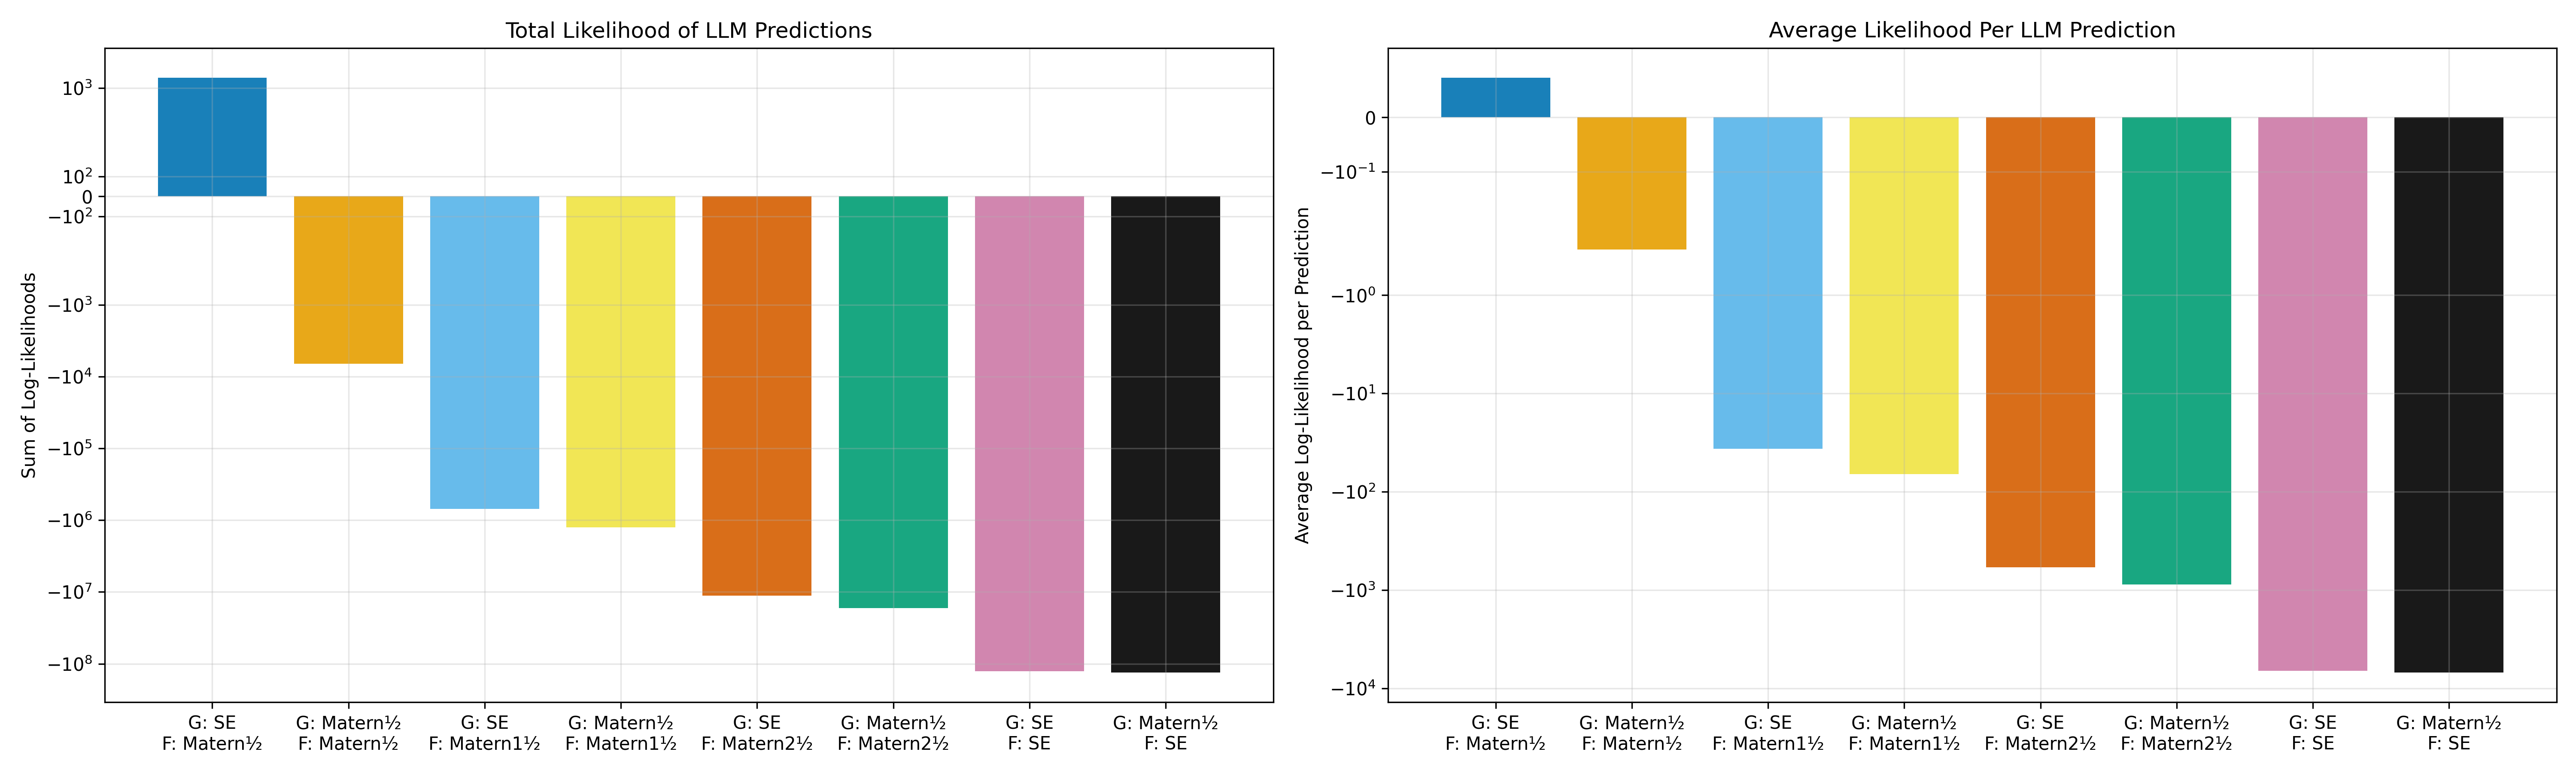 Total Likelihood of LLM Predictions
Sum of Log-Likelihoods
10³
10²
0
−10²
−10³
−10⁴
−10⁵
−10⁶
−10⁷
−10⁸
G: SE
F: Matern½
G: Matern½
F: Matern½
G: SE
F: Matern1½
G: Matern½
F: Matern1½
G: SE
F: Matern2½
G: Matern½
F: Matern2½
G: SE
F: SE
G: Matern½
F: SE
Average Likelihood Per LLM Prediction
Average Log-Likelihood per Prediction
0
−10⁻¹
−10⁰
−10¹
−10²
−10³
−10⁴
G: SE
F: Matern½
G: Matern½
F: Matern½
G: SE
F: Matern1½
G: Matern½
F: Matern1½
G: SE
F: Matern2½
G: Matern½
F: Matern2½
G: SE
F: SE
G: Matern½
F: SE